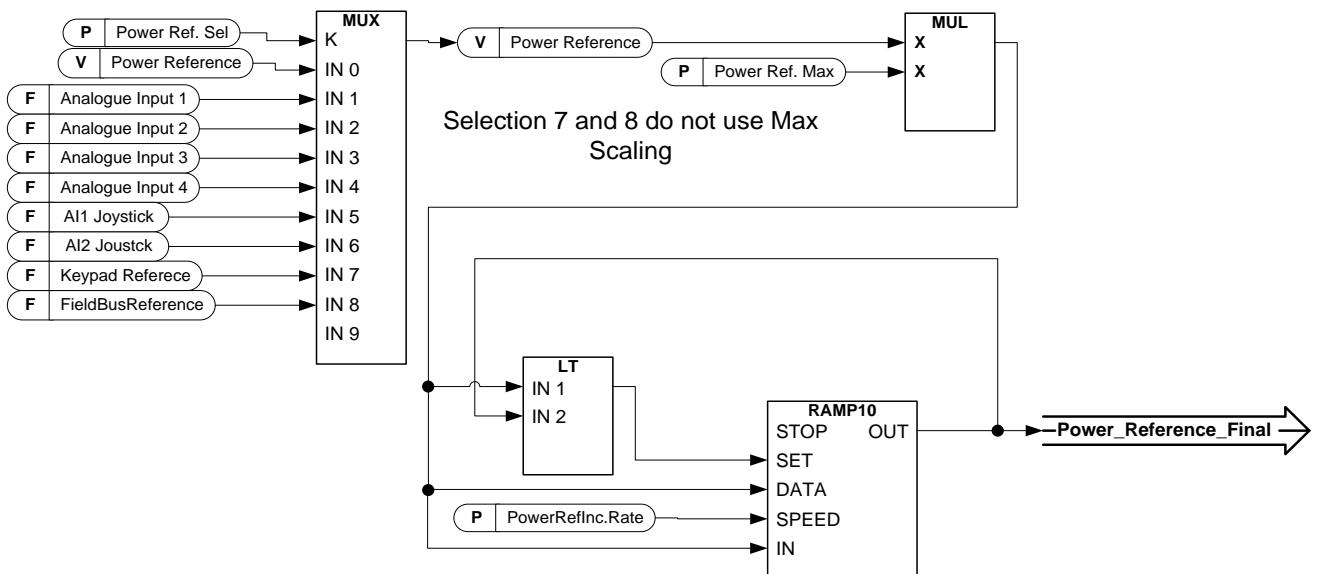 MUX
P Power Ref. Sel
K
V Power Reference
IN 0
F Analogue Input 1
IN 1
F Analogue Input 2
IN 2
F Analogue Input 3
IN 3
F Analogue Input 4
IN 4
F AI1 Joystick
IN 5
F AI2 Joustck
IN 6
F Keypad Referece
IN 7
F FieldBusReference
IN 8
IN 9
V Power Reference
P Power Ref. Max
MUL
X
X
Selection 7 and 8 do not use Max
Scaling
LT
IN 1
IN 2
RAMP10
STOP OUT
SET
DATA
P PowerRefInc.Rate
SPEED
IN
Power_Reference_Final